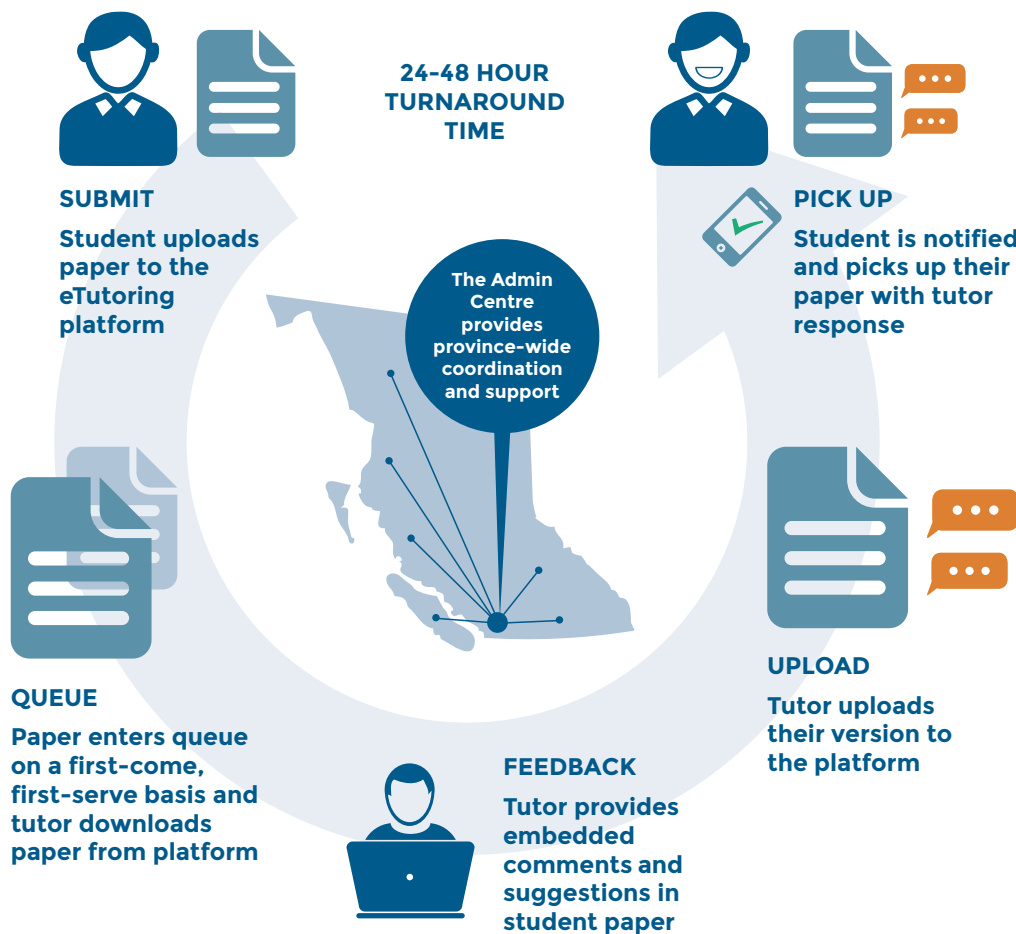 24-48 HOUR
TURNAROUND
TIME
SUBMIT
Student uploads
paper to the
eTutoring
platform
QUEUE
Paper enters queue
on a first-come,
first-serve basis and
tutor downloads
paper from platform
FEEDBACK
Tutor provides
embedded
comments and
suggestions in
student paper
UPLOAD
Tutor uploads
their version to
the platform
PICK UP
Student is notified
and picks up their
paper with tutor
response
The Admin
Centre
provides
province-wide
coordination
and support